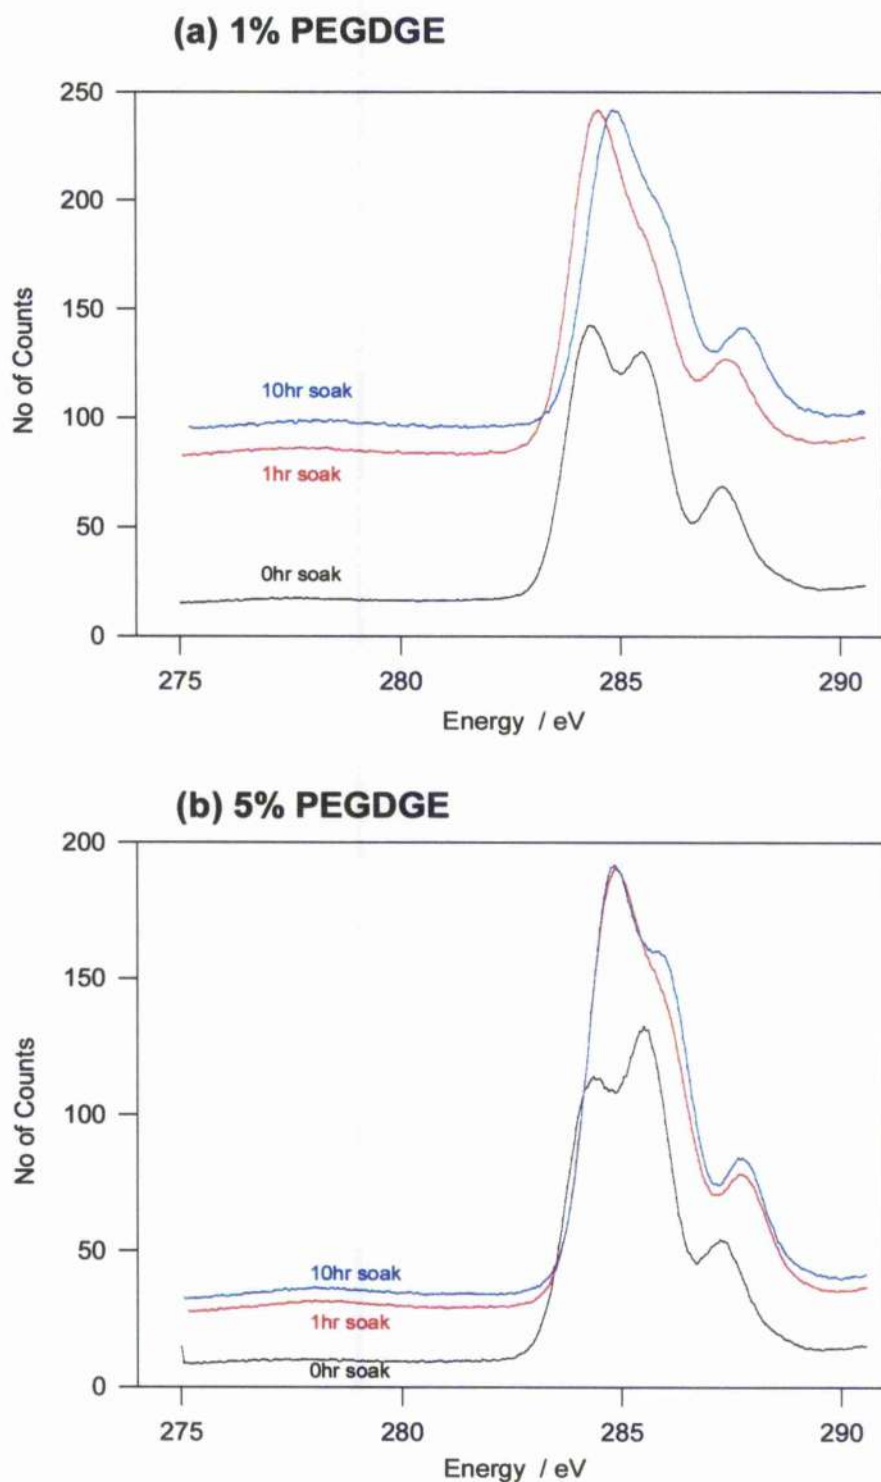 (a) 1% PEGDGE
250
200
150
100
50
0
No of Counts
10hr soak
1hr soak
0hr soak
275 280 285 290
Energy / eV
(b) 5% PEGDGE
200
150
100
50
0
No of Counts
10hr soak
1hr soak
0hr soak
275 280 285 290
Energy / eV